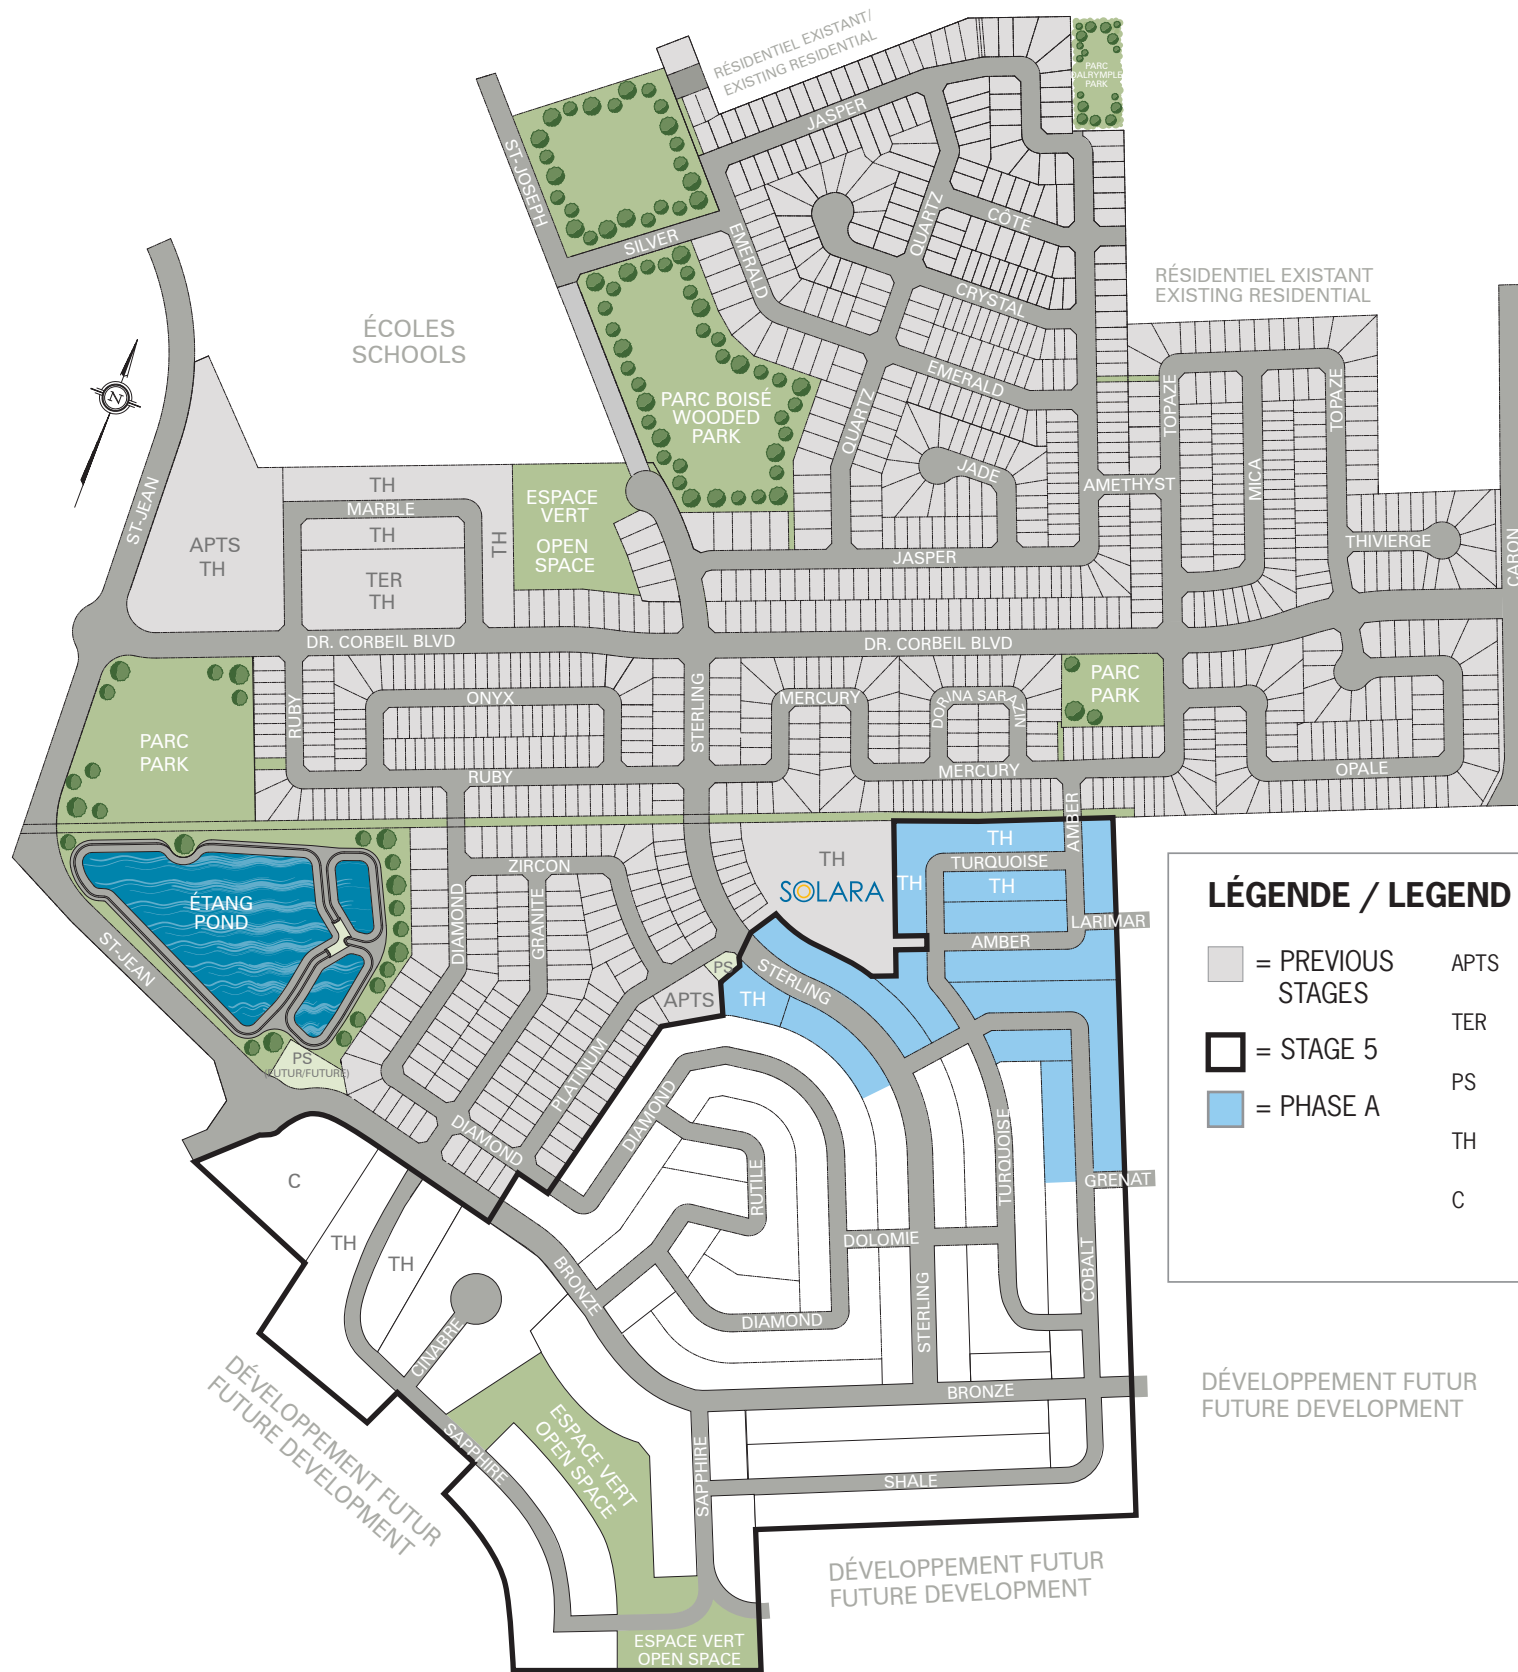 RÉSIDENTIEL EXISTANT/
EXISTING RESIDENTIAL
PARC
DALRYMPLE
PARK
JASPER
ST-JOSEPH
SILVER
EMERALD
QUARTZ
CÔTÉ
CRYSTAL
RÉSIDENTIEL EXISTANT
EXISTING RESIDENTIAL
ÉCOLES
SCHOOLS
N
PARC BOISÉ
WOODED
PARK
EMERALD
QUARTZ
JADE
TOPAZE
TOPAZE
MICA
AMETHYST
THIVIERGE
CARON
ST-JEAN
APTS
TH
TH
MARBLE
TH
TER
TH
TH
ESPACE
VERT
OPEN
SPACE
JASPER
DR. CORBEIL BLVD
DR. CORBEIL BLVD
PARC
PARK
RUBY
ONYX
STERLING
MERCURY
DORINA SARAZIN
PARC
PARK
RUBY
MERCURY
OPALE
AMBER
ÉTANG
POND
ST-JEAN
PS
(FUTUR/FUTURE)
ZIRCON
DIAMOND
GRANITE
TH
SOLARA
TH
TURQUOISE
TH
TH
AMBER
LARIMAR
PS
APTS
TH
STERLING
PLATINUM
DIAMOND
DIAMOND
RUTILE
TURQUOISE
GRENAT
C
TH
TH
CINABRE
BRONZE
DOLOMIE
DIAMOND
STERLING
COBALT
BRONZE
SAPPHIRE
ESPACE VERT
OPEN SPACE
SAPPHIRE
SHALE
ESPACE VERT
OPEN SPACE
DÉVELOPPEMENT FUTUR
FUTURE DEVELOPMENT
DÉVELOPPEMENT FUTUR
FUTURE DEVELOPMENT
DÉVELOPPEMENT FUTUR
FUTURE DEVELOPMENT
LÉGENDE / LEGEND
= PREVIOUS
STAGES
= STAGE 5
= PHASE A
APTS
TER
PS
TH
C